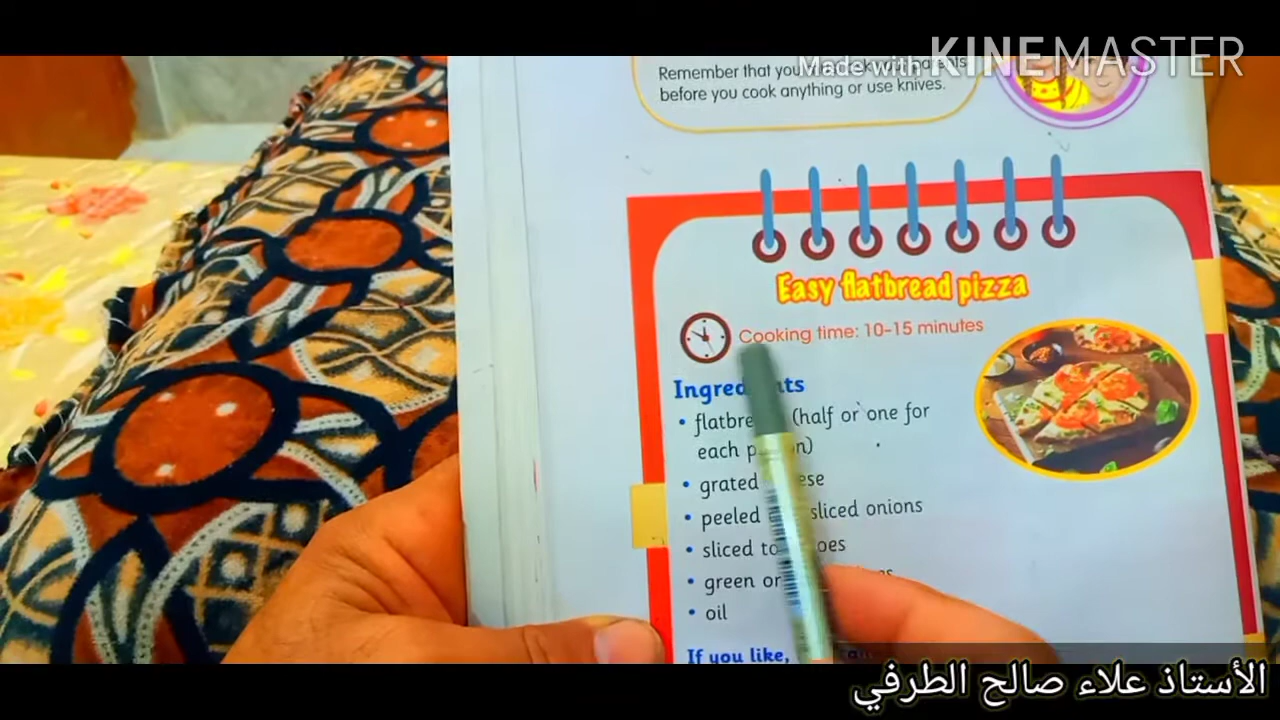 Made with KINEMASTER
Remember that you
before you cook anything or use knives.
Easy flatbread pizza
Cooking time: 10-15 minutes
Ingredients
• flatbre (half or one for
each p n)
• grated ese
• peeled sliced onions
• sliced to oes
• green or
• oil
If you like,
الأستاذ علاء صالح الطرفي